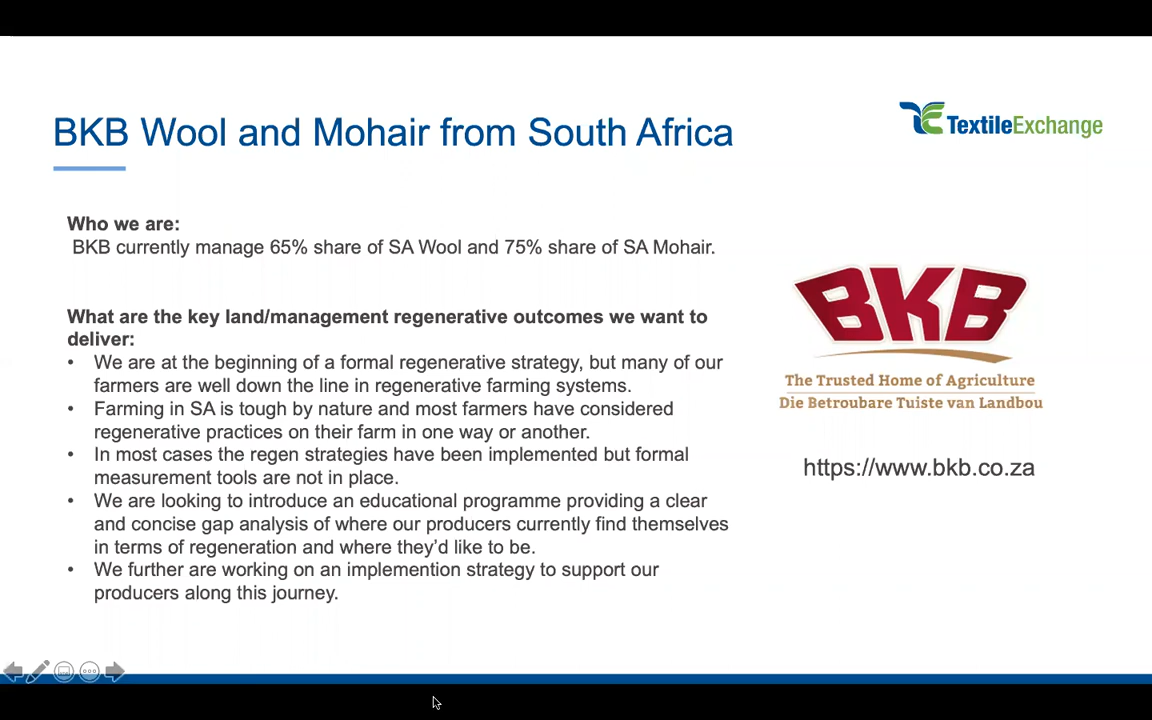 BKB Wool and Mohair from South Africa
TextileExchange
Who we are:
BKB currently manage 65% share of SA Wool and 75% share of SA Mohair.
What are the key land/management regenerative outcomes we want to
deliver:
• We are at the beginning of a formal regenerative strategy, but many of our
farmers are well down the line in regenerative farming systems.
• Farming in SA is tough by nature and most farmers have considered
regenerative practices on their farm in one way or another.
• In most cases the regen strategies have been implemented but formal
measurement tools are not in place.
• We are looking to introduce an educational programme providing a clear
and concise gap analysis of where our producers currently find themselves
in terms of regeneration and where they’d like to be.
• We further are working on an implemention strategy to support our
producers along this journey.
BKB
The Trusted Home of Agriculture
Die Betroubare Tuiste van Landbou
https://www.bkb.co.za